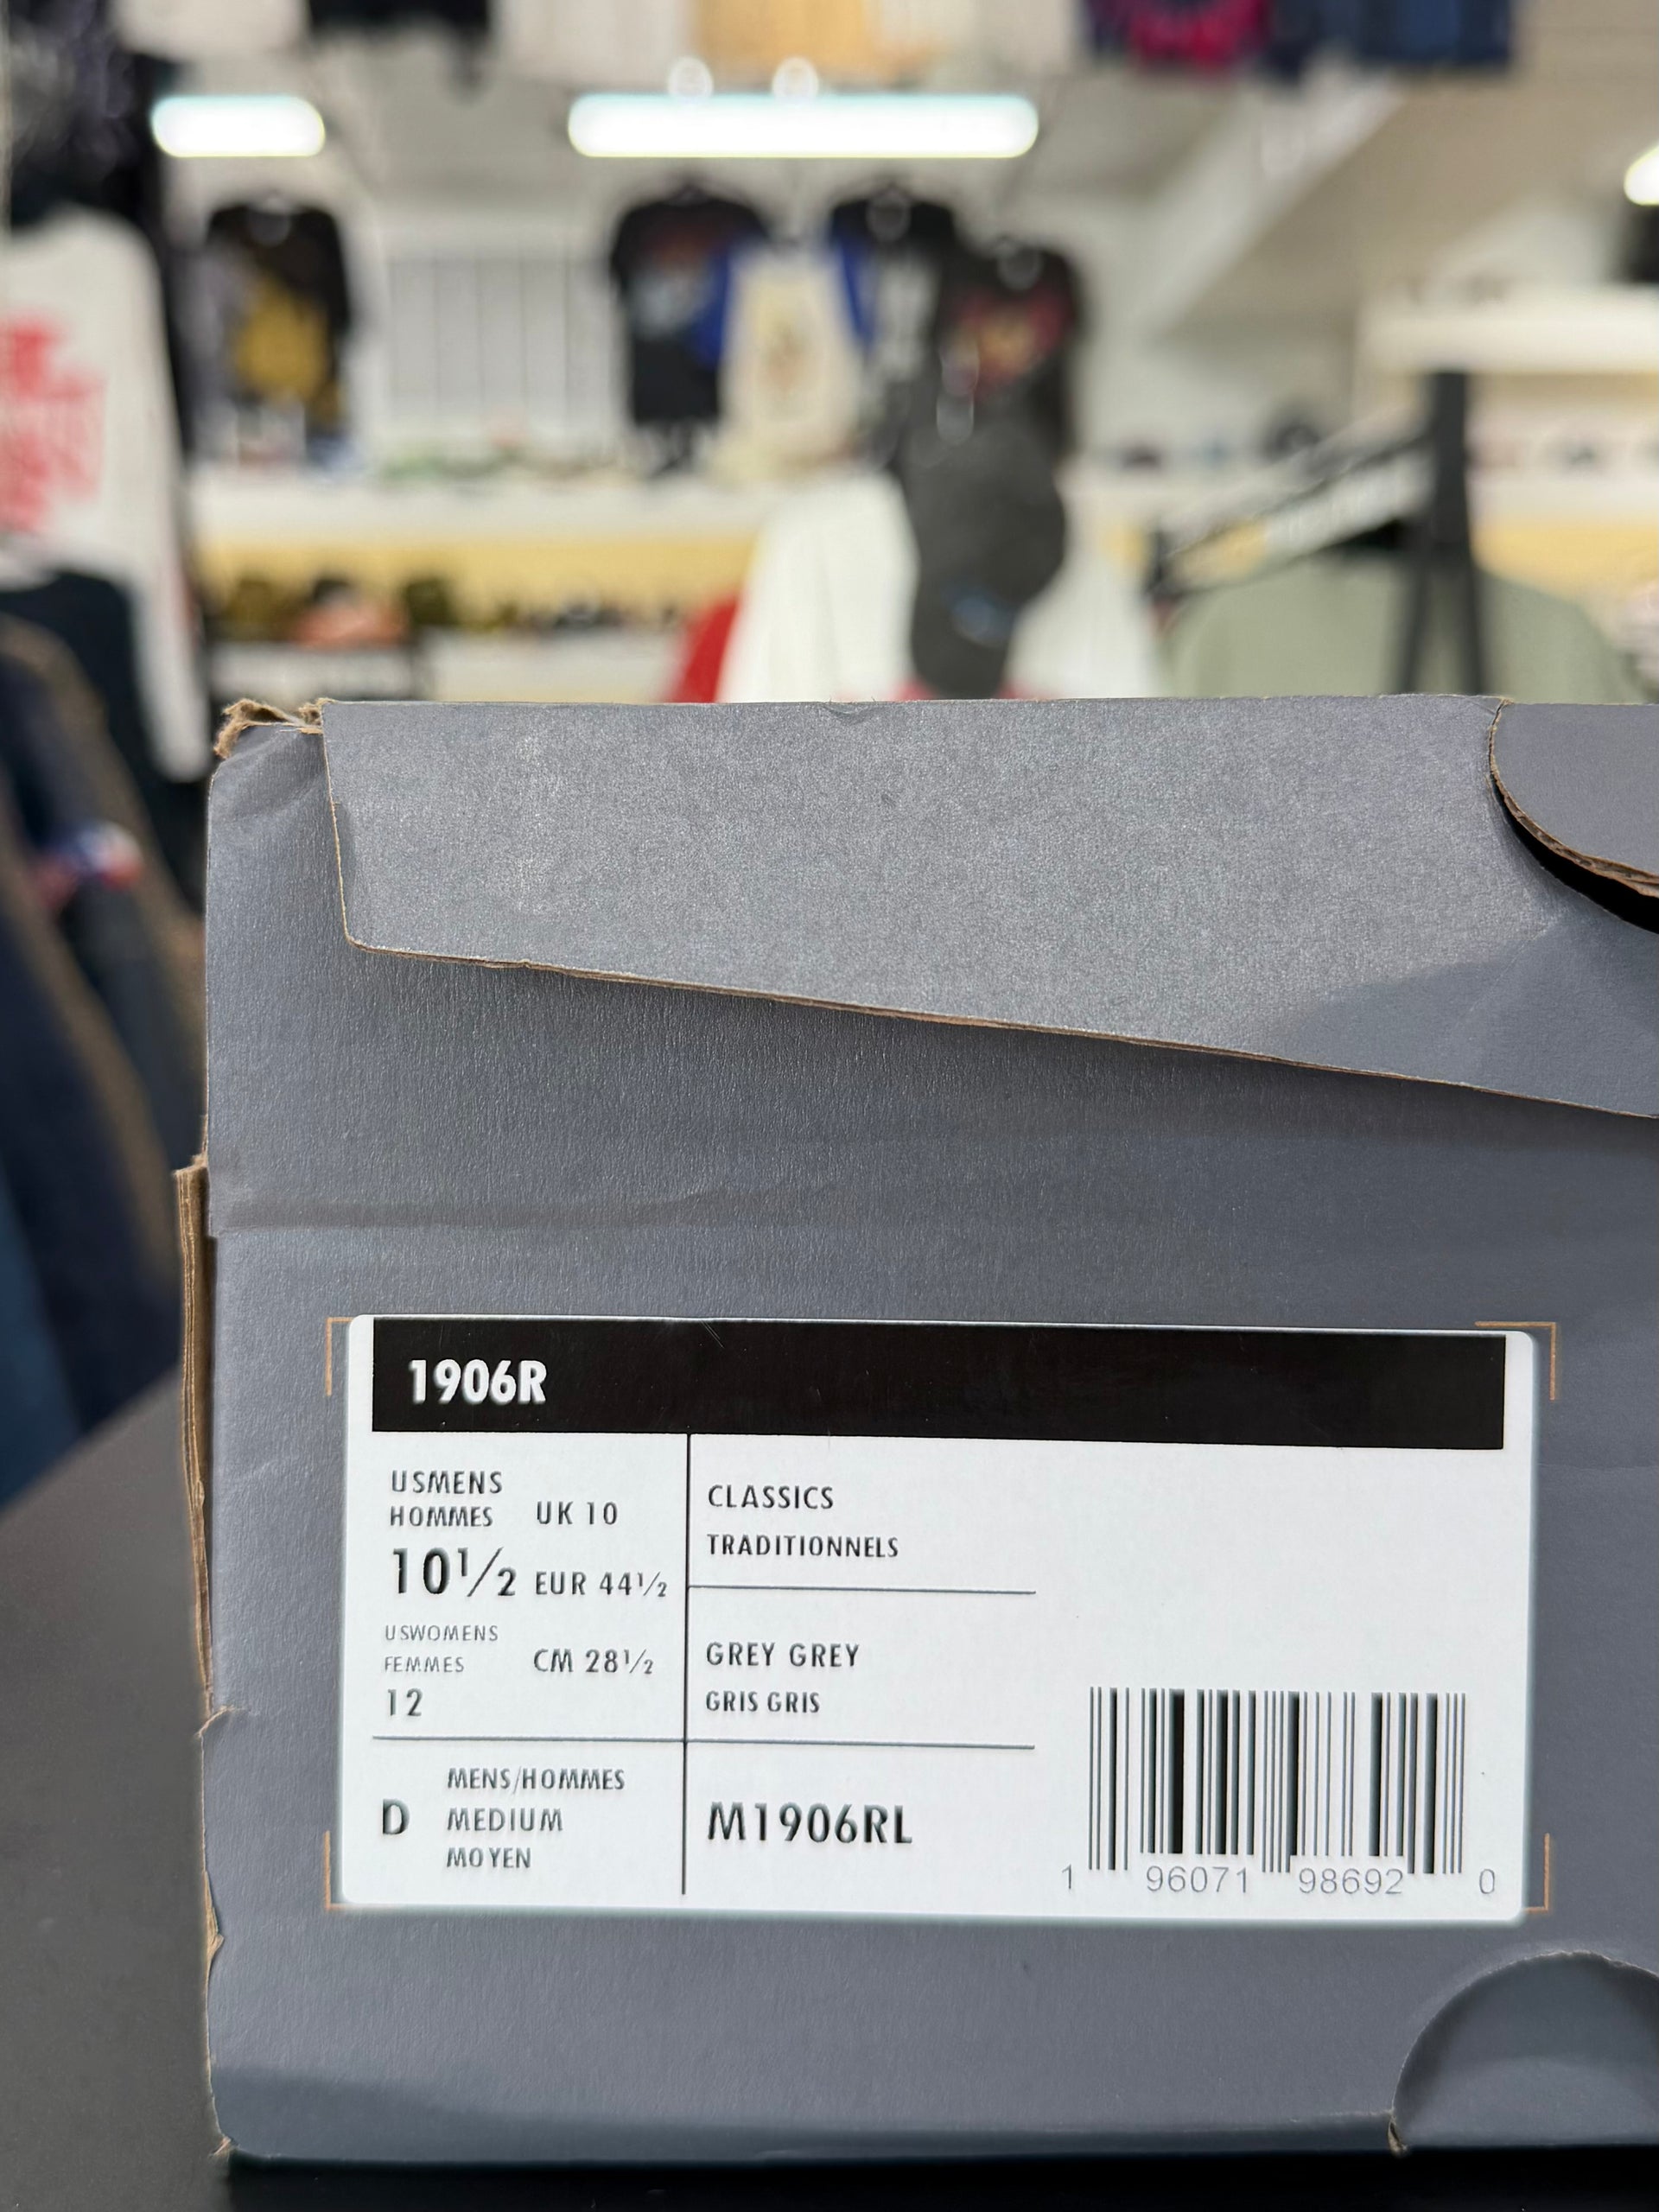 1906R
USMENS
HOMMES
UK 10
10½
EUR 44½
USWOMENS
FEMMES
CM 28½
12
D
MENS/HOMMES
MEDIUM
MOYEN
CLASSICS
TRADITIONNELS
GREY GREY
GRIS GRIS
M1906RL
1 96071 98692 0